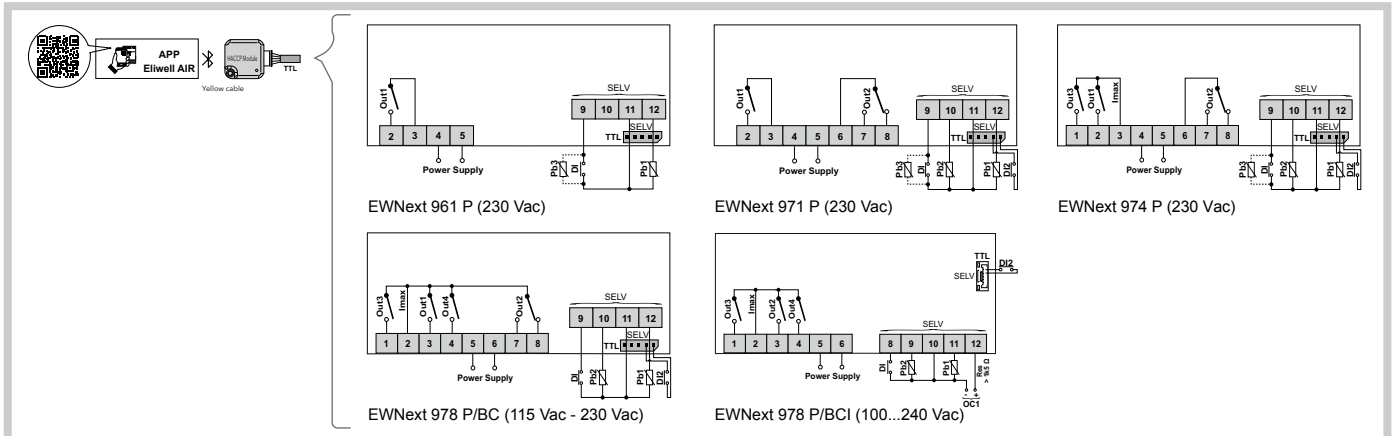 APP
Eliwell AIR
HACCP Module
TTL
Yellow cable
Out1
2 3 4 5
Power Supply
SELV
9 10 11 12
SELV
TTL
Pb3
DI
Pb1
EWNext 961 P (230 Vac)
Out1
Out2
2 3 4 5 6 7 8
Power Supply
SELV
9 10 11 12
SELV
TTL
Pb3
DI
Pb2
Pb1
DI2
EWNext 971 P (230 Vac)
Out3
Out1
Imax
Out2
1 2 3 4 5 6 7 8
Power Supply
SELV
9 10 11 12
SELV
TTL
Pb3
DI
Pb2
Pb1
DI2
EWNext 974 P (230 Vac)
Out3
Imax
Out1
Out4
Out2
1 2 3 4 5 6 7 8
Power Supply
SELV
9 10 11 12
SELV
TTL
DI
Pb2
Pb1
DI2
EWNext 978 P/BC (115 Vac - 230 Vac)
TTL
SELV
DI2
Out3
Imax
Out2
Out4
1 2 3 4 5 6
Power Supply
SELV
8 9 10 11 12
DI
Pb2
Pb1
Res
> 1k5 Ω
- +
OC1
EWNext 978 P/BCI (100...240 Vac)